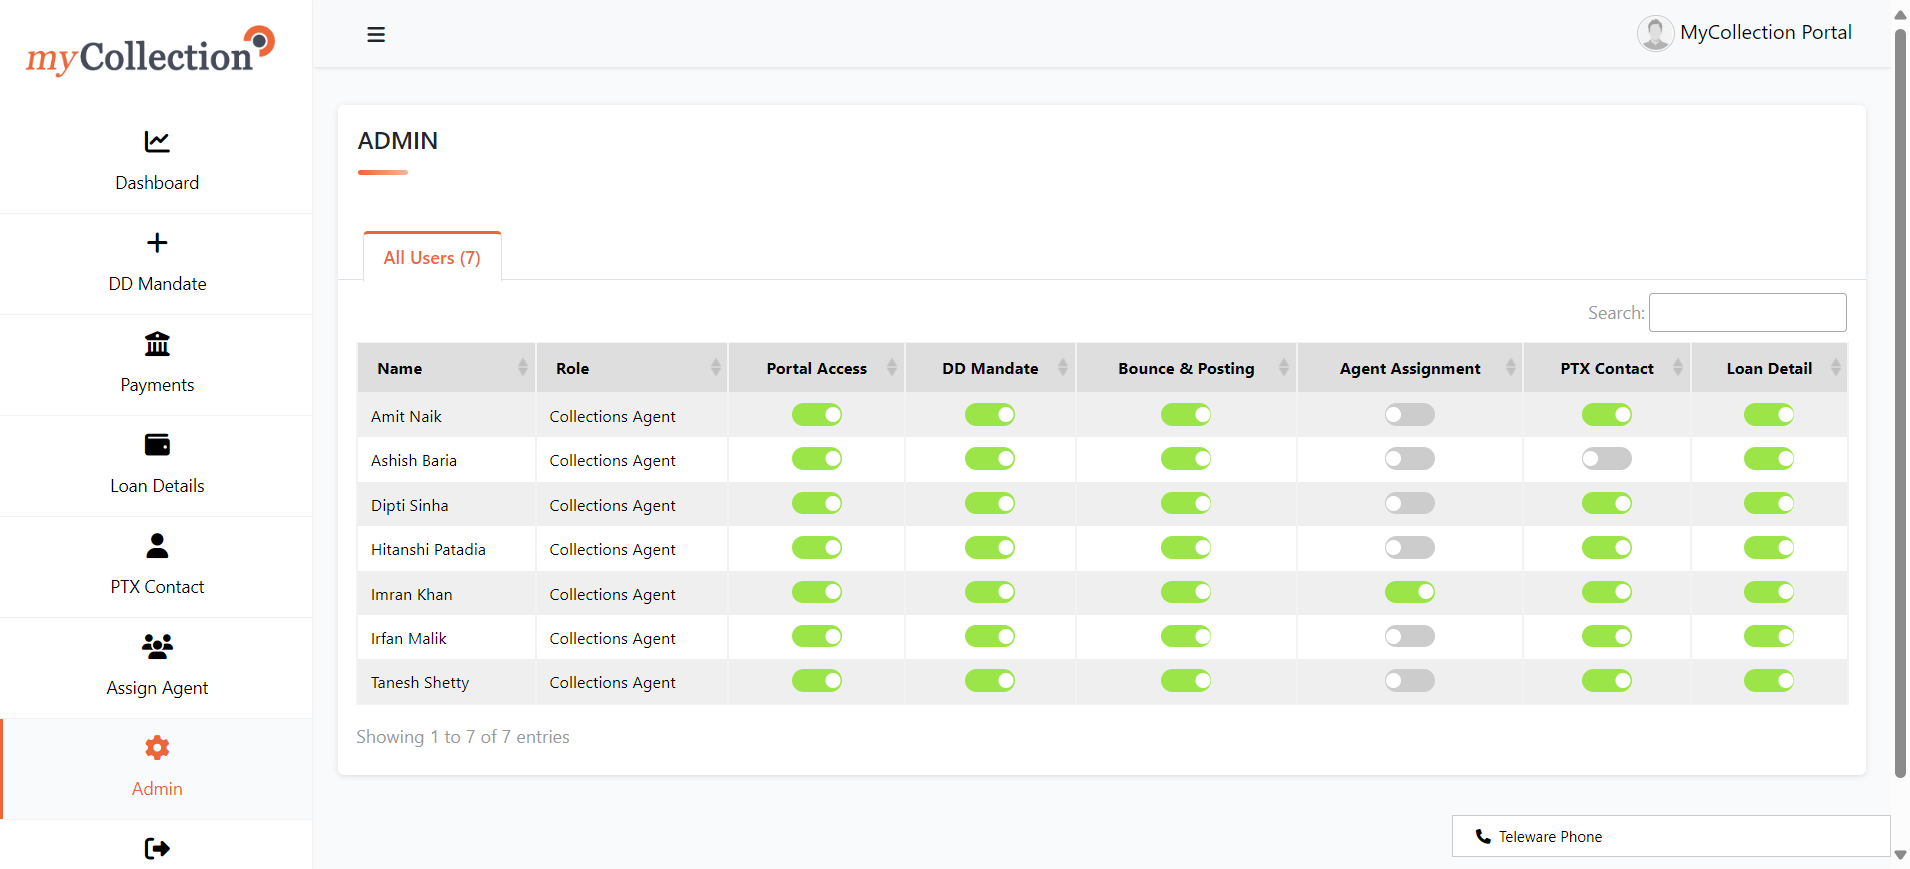 myCollection
MyCollection Portal
Dashboard
DD Mandate
Payments
Loan Details
PTX Contact
Assign Agent
Admin
ADMIN
All Users (7)
Search:
Name Role Portal Access DD Mandate Bounce & Posting Agent Assignment PTX Contact Loan Detail
Amit Naik Collections Agent
Ashish Baria Collections Agent
Dipti Sinha Collections Agent
Hitanshi Patadia Collections Agent
Imran Khan Collections Agent
Irfan Malik Collections Agent
Tanesh Shetty Collections Agent
Showing 1 to 7 of 7 entries
Teleware Phone